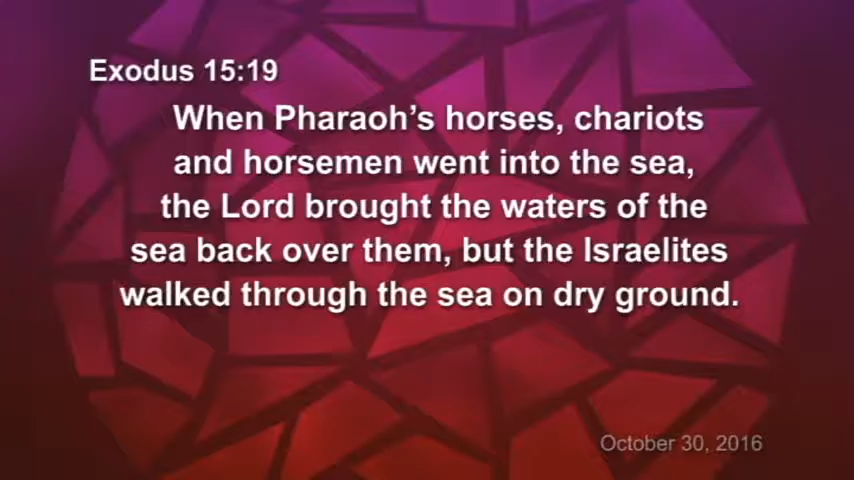 Exodus 15:19
When Pharaoh’s horses, chariots
and horsemen went into the sea,
the Lord brought the waters of the
sea back over them, but the Israelites
walked through the sea on dry ground.
October 30, 2016